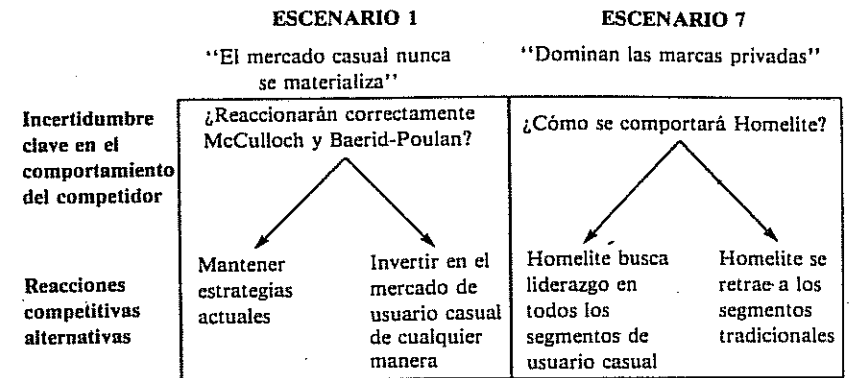 ESCENARIO 1
ESCENARIO 7
“El mercado casual nunca
se materializa”
“Dominan las marcas privadas”
Incertidumbre
clave en el
comportamiento
del competidor
¿Reaccionarán correctamente
McCulloch y Baerid-Poulan?
¿Cómo se comportará Homelite?
Reacciones
competitivas
alternativas
Mantener
estrategias
actuales
Invertir en el
mercado de
usuario casual
de cualquier
manera
Homelite busca
liderazgo en
todos los
segmentos de
usuario casual
Homelite se
retrae a los
segmentos
tradicionales